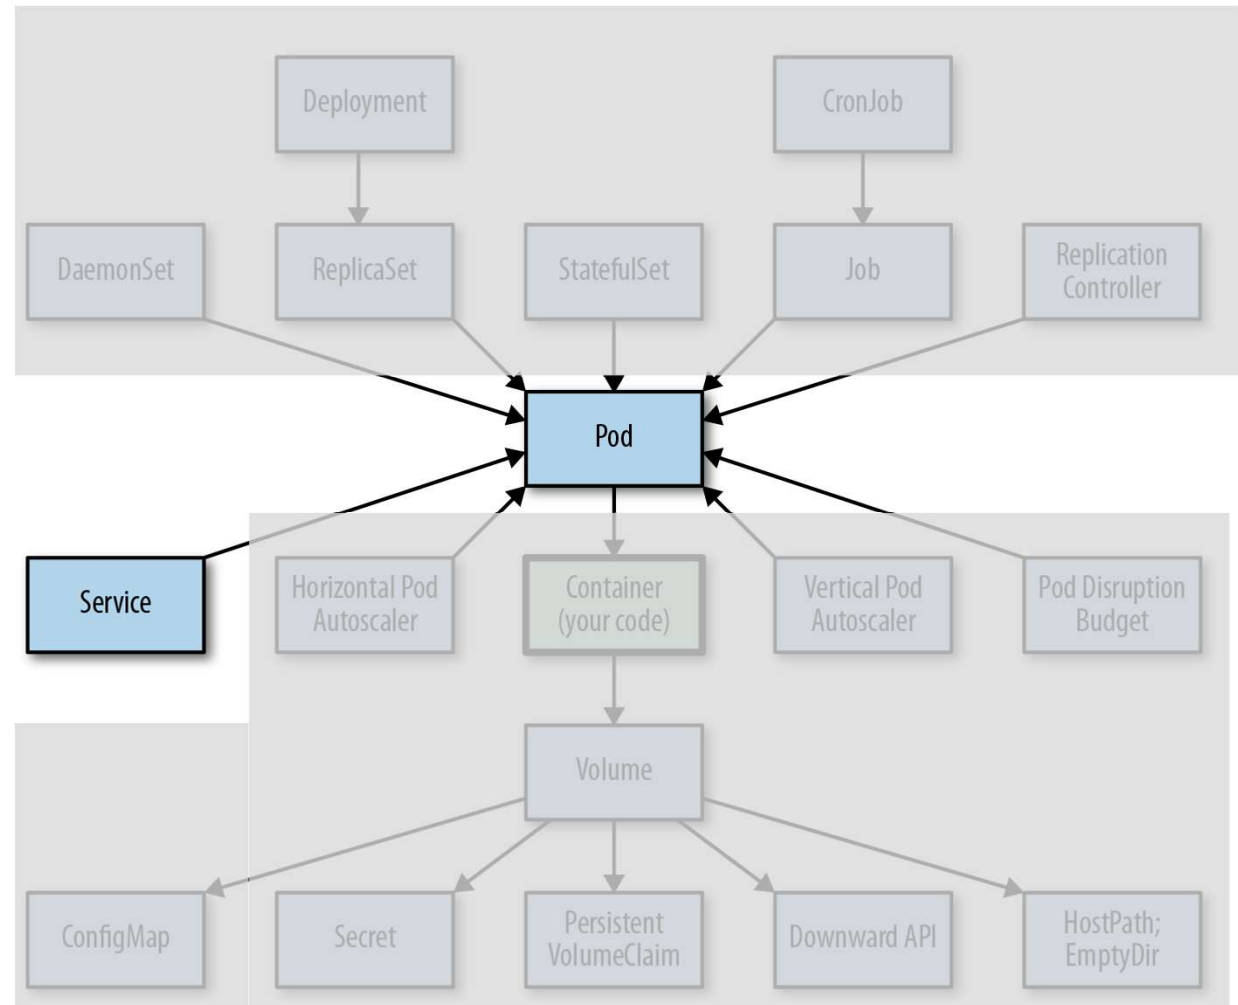 Deployment
CronJob
DaemonSet
ReplicaSet
StatefulSet
Job
Replication
Controller
Pod
Service
Horizontal Pod
Autoscaler
Container
(your code)
Vertical Pod
Autoscaler
Pod Disruption
Budget
Volume
ConfigMap
Secret
Persistent
VolumeClaim
Downward API
HostPath;
EmptyDir